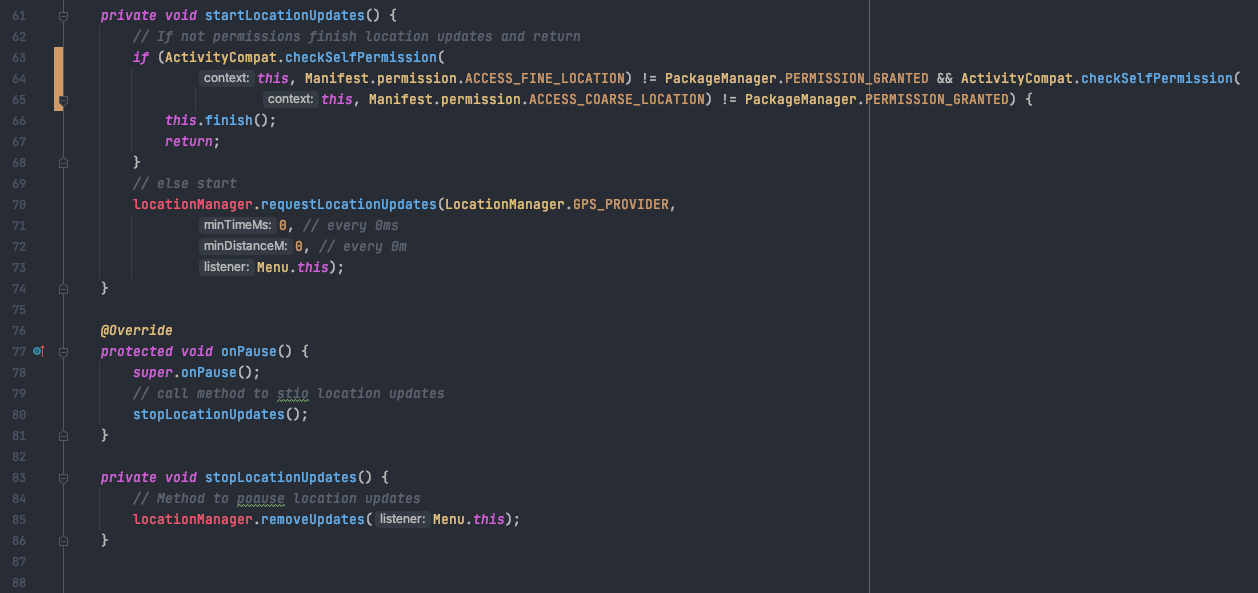 61 private void startLocationUpdates() {
62 // If not permissions finish location updates and return
63 if (ActivityCompat.checkSelfPermission(
64 context: this, Manifest.permission.ACCESS_FINE_LOCATION) != PackageManager.PERMISSION_GRANTED && ActivityCompat.checkSelfPermission(
65 context: this, Manifest.permission.ACCESS_COARSE_LOCATION) != PackageManager.PERMISSION_GRANTED) {
66 this.finish();
67 return;
68 }
69 // else start
70 locationManager.requestLocationUpdates(LocationManager.GPS_PROVIDER,
71 minTimeMs: 0, // every 0ms
72 minDistanceM: 0, // every 0m
73 listener: Menu.this);
74 }
75
76 @Override
77 protected void onPause() {
78 super.onPause();
79 // call method to stio location updates
80 stopLocationUpdates();
81 }
82
83 private void stopLocationUpdates() {
84 // Method to poause location updates
85 locationManager.removeUpdates( listener: Menu.this);
86 }
87
88